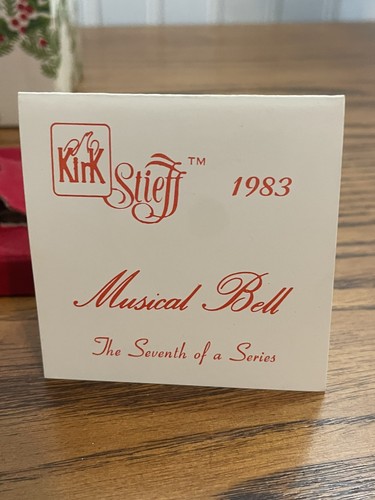 Kirk
Stieff™ 1983
Musical Bell
The Seventh of a Series